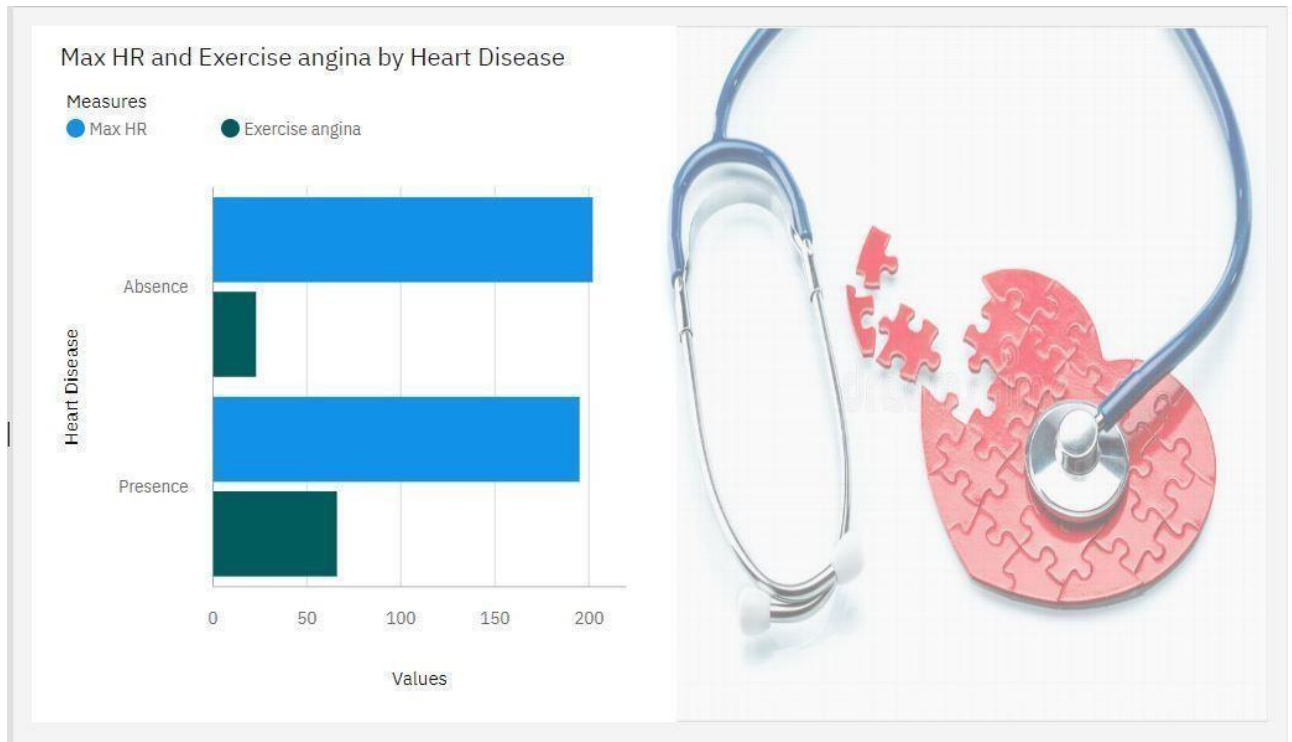 Max HR and Exercise angina by Heart Disease
Measures
Max HR
Exercise angina
Heart Disease
Absence
Presence
0 50 100 150 200
Values